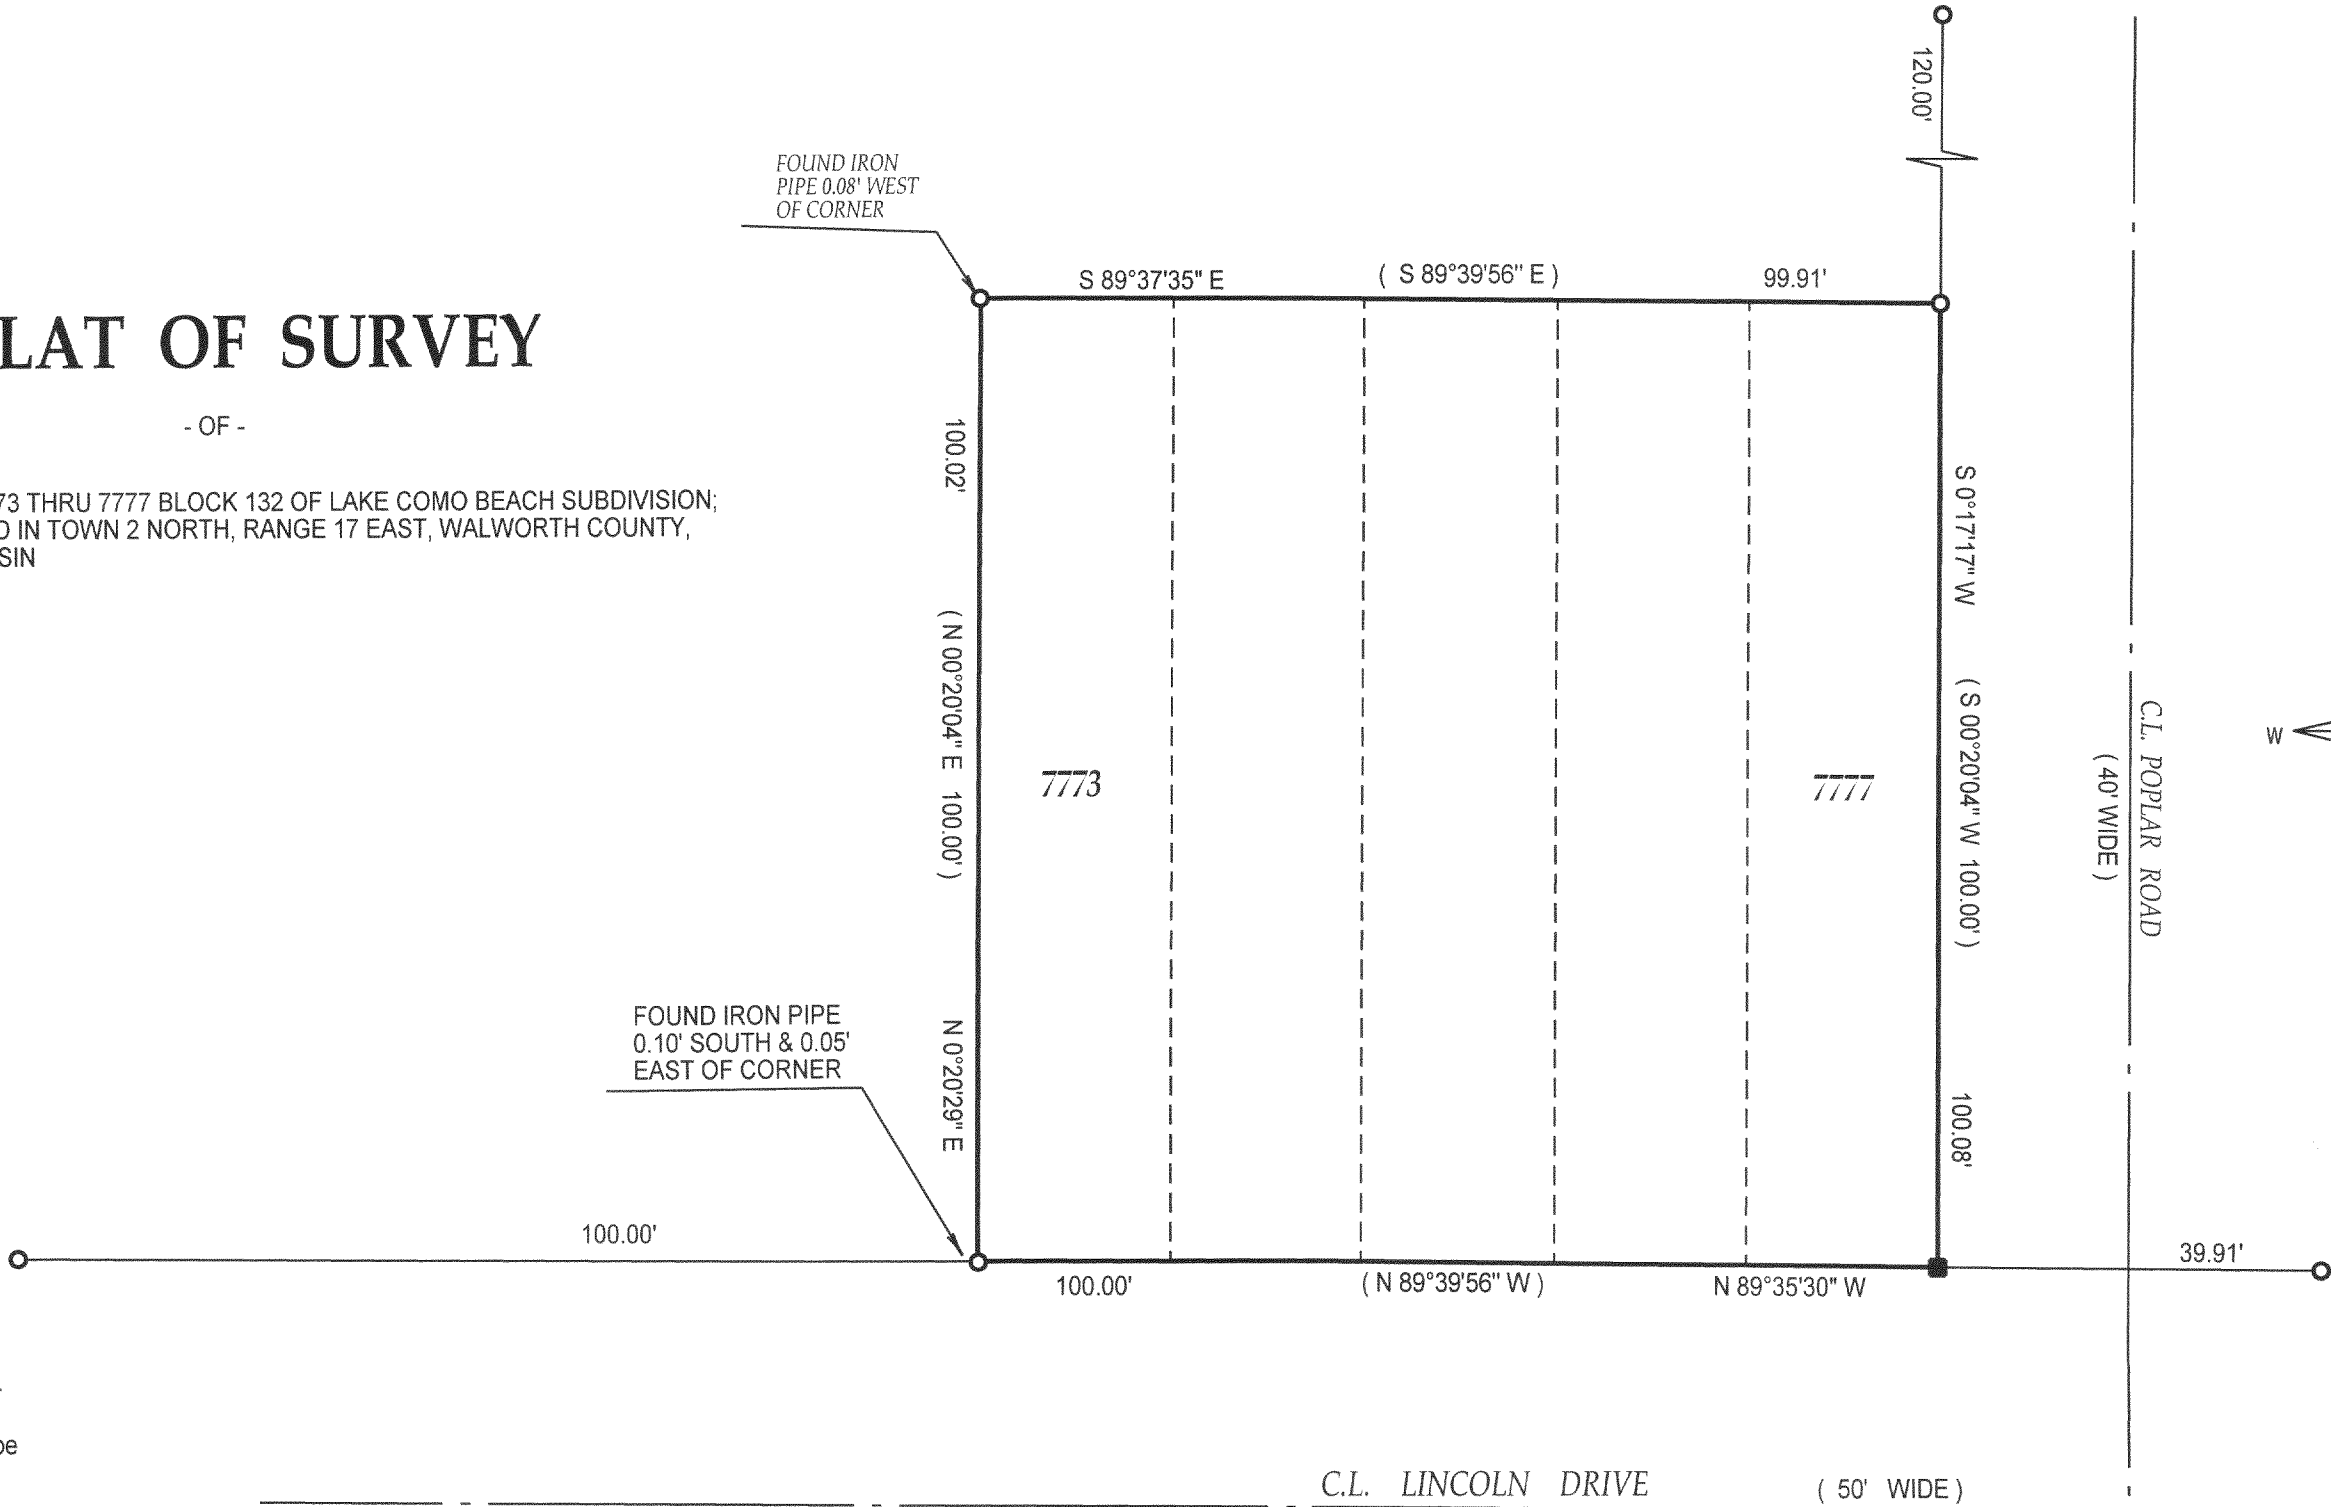 120.00'
FOUND IRON
PIPE 0.08' WEST
OF CORNER
S 89°37'35" E
( S 89°39'56" E )
99.91'
LAT OF SURVEY
- OF -
73 THRU 7777 BLOCK 132 OF LAKE COMO BEACH SUBDIVISION;
D IN TOWN 2 NORTH, RANGE 17 EAST, WALWORTH COUNTY,
SIN
100.02'
( N 00°20'04" E 100.00' )
N 0°20'29" E
S 0°17'17" W
( S 00°20'04" W 100.00' )
100.08'
7773
7777
C.L. POPLAR ROAD
( 40' WIDE )
W
FOUND IRON PIPE
0.10' SOUTH & 0.05'
EAST OF CORNER
100.00'
100.00'
( N 89°39'56" W )
N 89°35'30" W
39.91'
pe
C.L. LINCOLN DRIVE
( 50' WIDE )